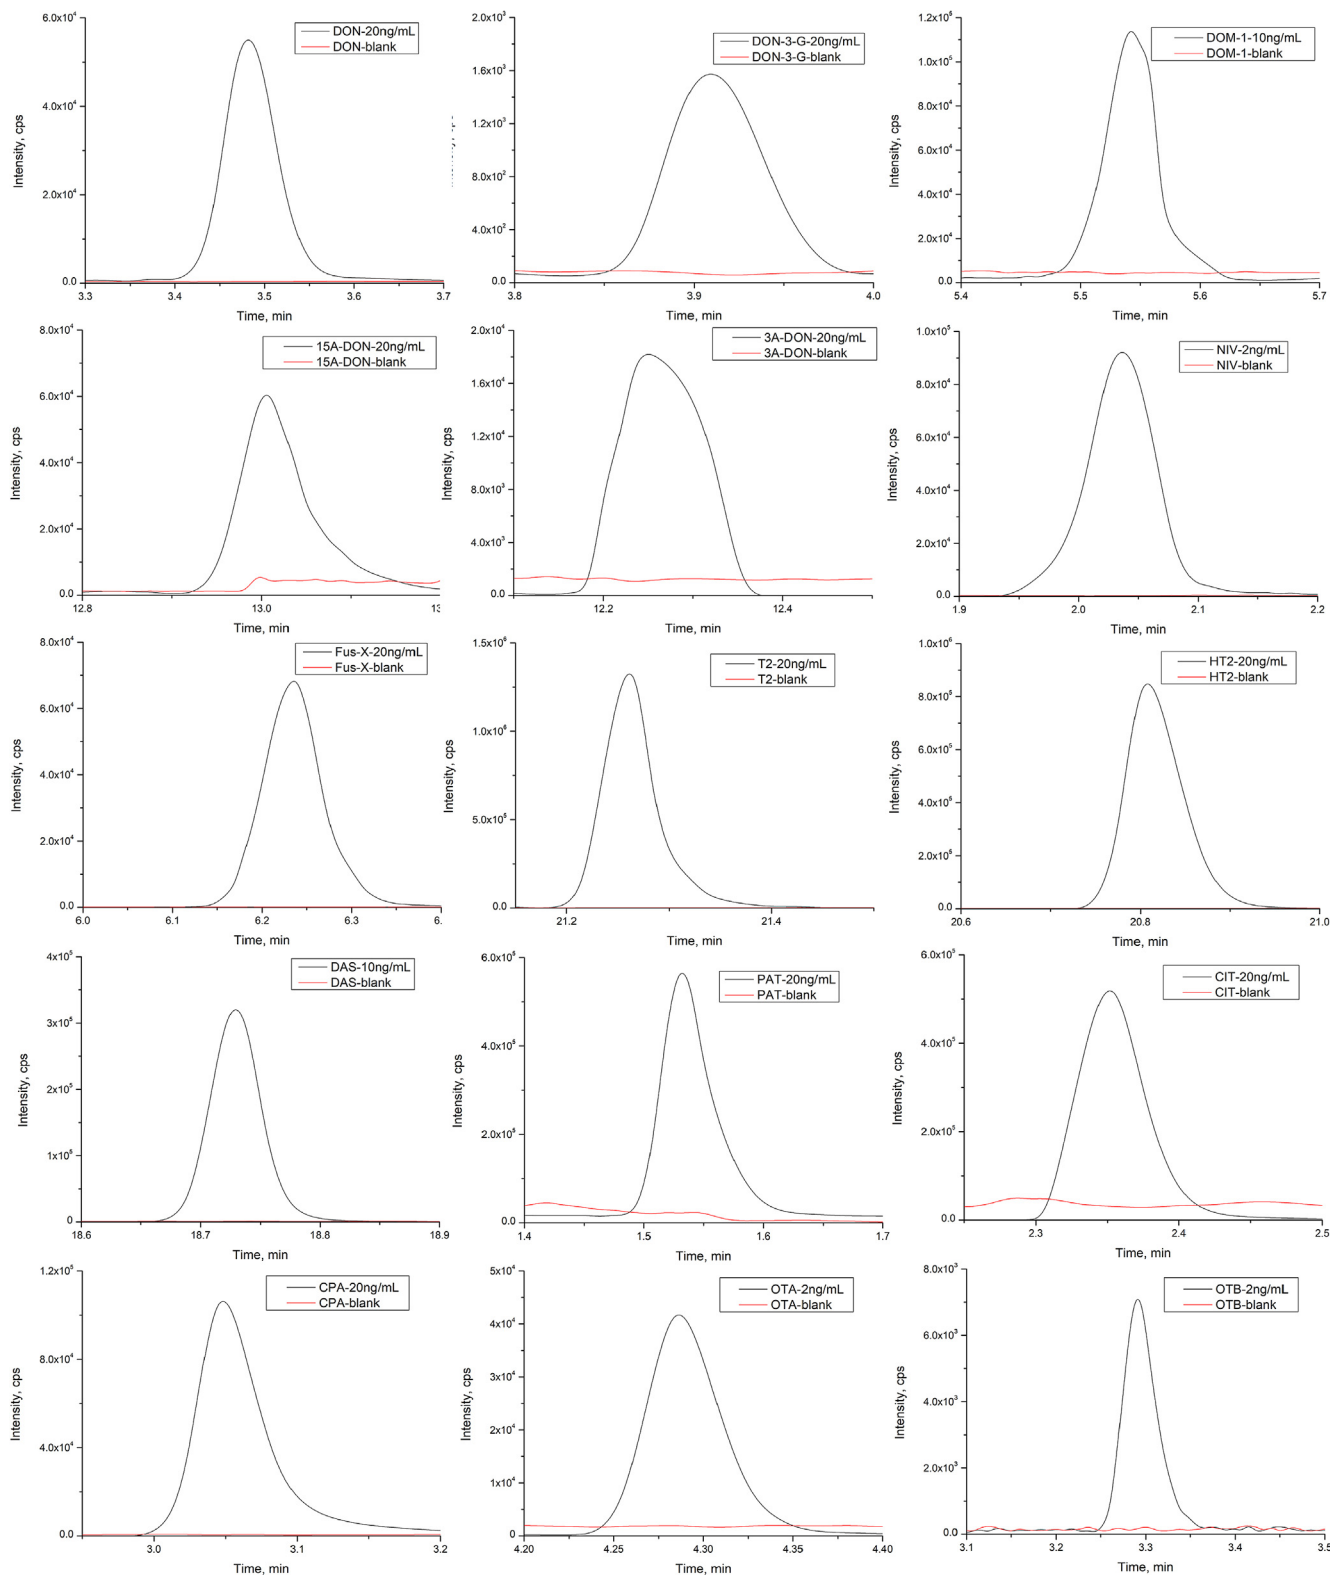 6.0x10⁴
4.0x10⁴
2.0x10⁴
0.0
Intensity, cps
DON-20ng/mL
DON-blank
3.3 3.4 3.5 3.6 3.7
Time, min
2.0x10³
1.6x10³
1.2x10³
8.0x10²
4.0x10²
0.0
DON-3-G-20ng/mL
DON-3-G-blank
3.8 3.9 4.0
Time, min
1.0x10⁵
8.0x10⁴
6.0x10⁴
4.0x10⁴
2.0x10⁴
0.0
Intensity, cps
DOM-1-10ng/mL
DOM-1-blank
5.4 5.5 5.6 5.7
Time, min
8.0x10⁴
6.0x10⁴
4.0x10⁴
2.0x10⁴
0.0
Intensity, cps
15A-DON-20ng/mL
15A-DON-blank
12.8 13.0
Time, min
2.0x10⁴
1.6x10⁴
1.2x10⁴
8.0x10³
4.0x10³
0.0
Intensity, cps
3A-DON-20ng/mL
3A-DON-blank
12.2 12.4
Time, min
1.0x10⁵
8.0x10⁴
6.0x10⁴
4.0x10⁴
2.0x10⁴
0.0
Intensity, cps
NIV-2ng/mL
NIV-blank
1.9 2.0 2.1 2.2
Time, min
8.0x10⁴
6.0x10⁴
4.0x10⁴
2.0x10⁴
0.0
Intensity, cps
Fus-X-20ng/mL
Fus-X-blank
6.0 6.1 6.2 6.3
Time, min
1.5x10⁶
1.0x10⁶
5.0x10⁵
0.0
Intensity, cps
T2-20ng/mL
T2-blank
21.2 21.4
Time, min
1.0x10⁶
0.0
Intensity, cps
HT2-20ng/mL
HT2-blank
20.6 20.8 21.0
Time, min
4x10⁵
3x10⁵
2x10⁵
1x10⁵
0
Intensity, cps
DAS-10ng/mL
DAS-blank
18.6 18.7 18.8 18.9
Time, min
0.0
Intensity, cps
PAT-20ng/mL
PAT-blank
1.4 1.5 1.6 1.7
Time, min
6.0x10⁵
4.0x10⁵
2.0x10⁵
0.0
Intensity, cps
CIT-20ng/mL
CIT-blank
2.3 2.4 2.5
Time, min
1.2x10⁵
8.0x10⁴
4.0x10⁴
0.0
Intensity, cps
CPA-20ng/mL
CPA-blank
3.0 3.1 3.2
Time, min
5x10⁴
4x10⁴
3x10⁴
2x10⁴
1x10⁴
0
Intensity, cps
OTA-2ng/mL
OTA-blank
4.20 4.25 4.30 4.35 4.40
Time, min
8.0x10³
6.0x10³
4.0x10³
2.0x10³
0.0
Intensity, cps
OTB-2ng/mL
OTB-blank
3.1 3.2 3.3 3.4 3.5
Time, min